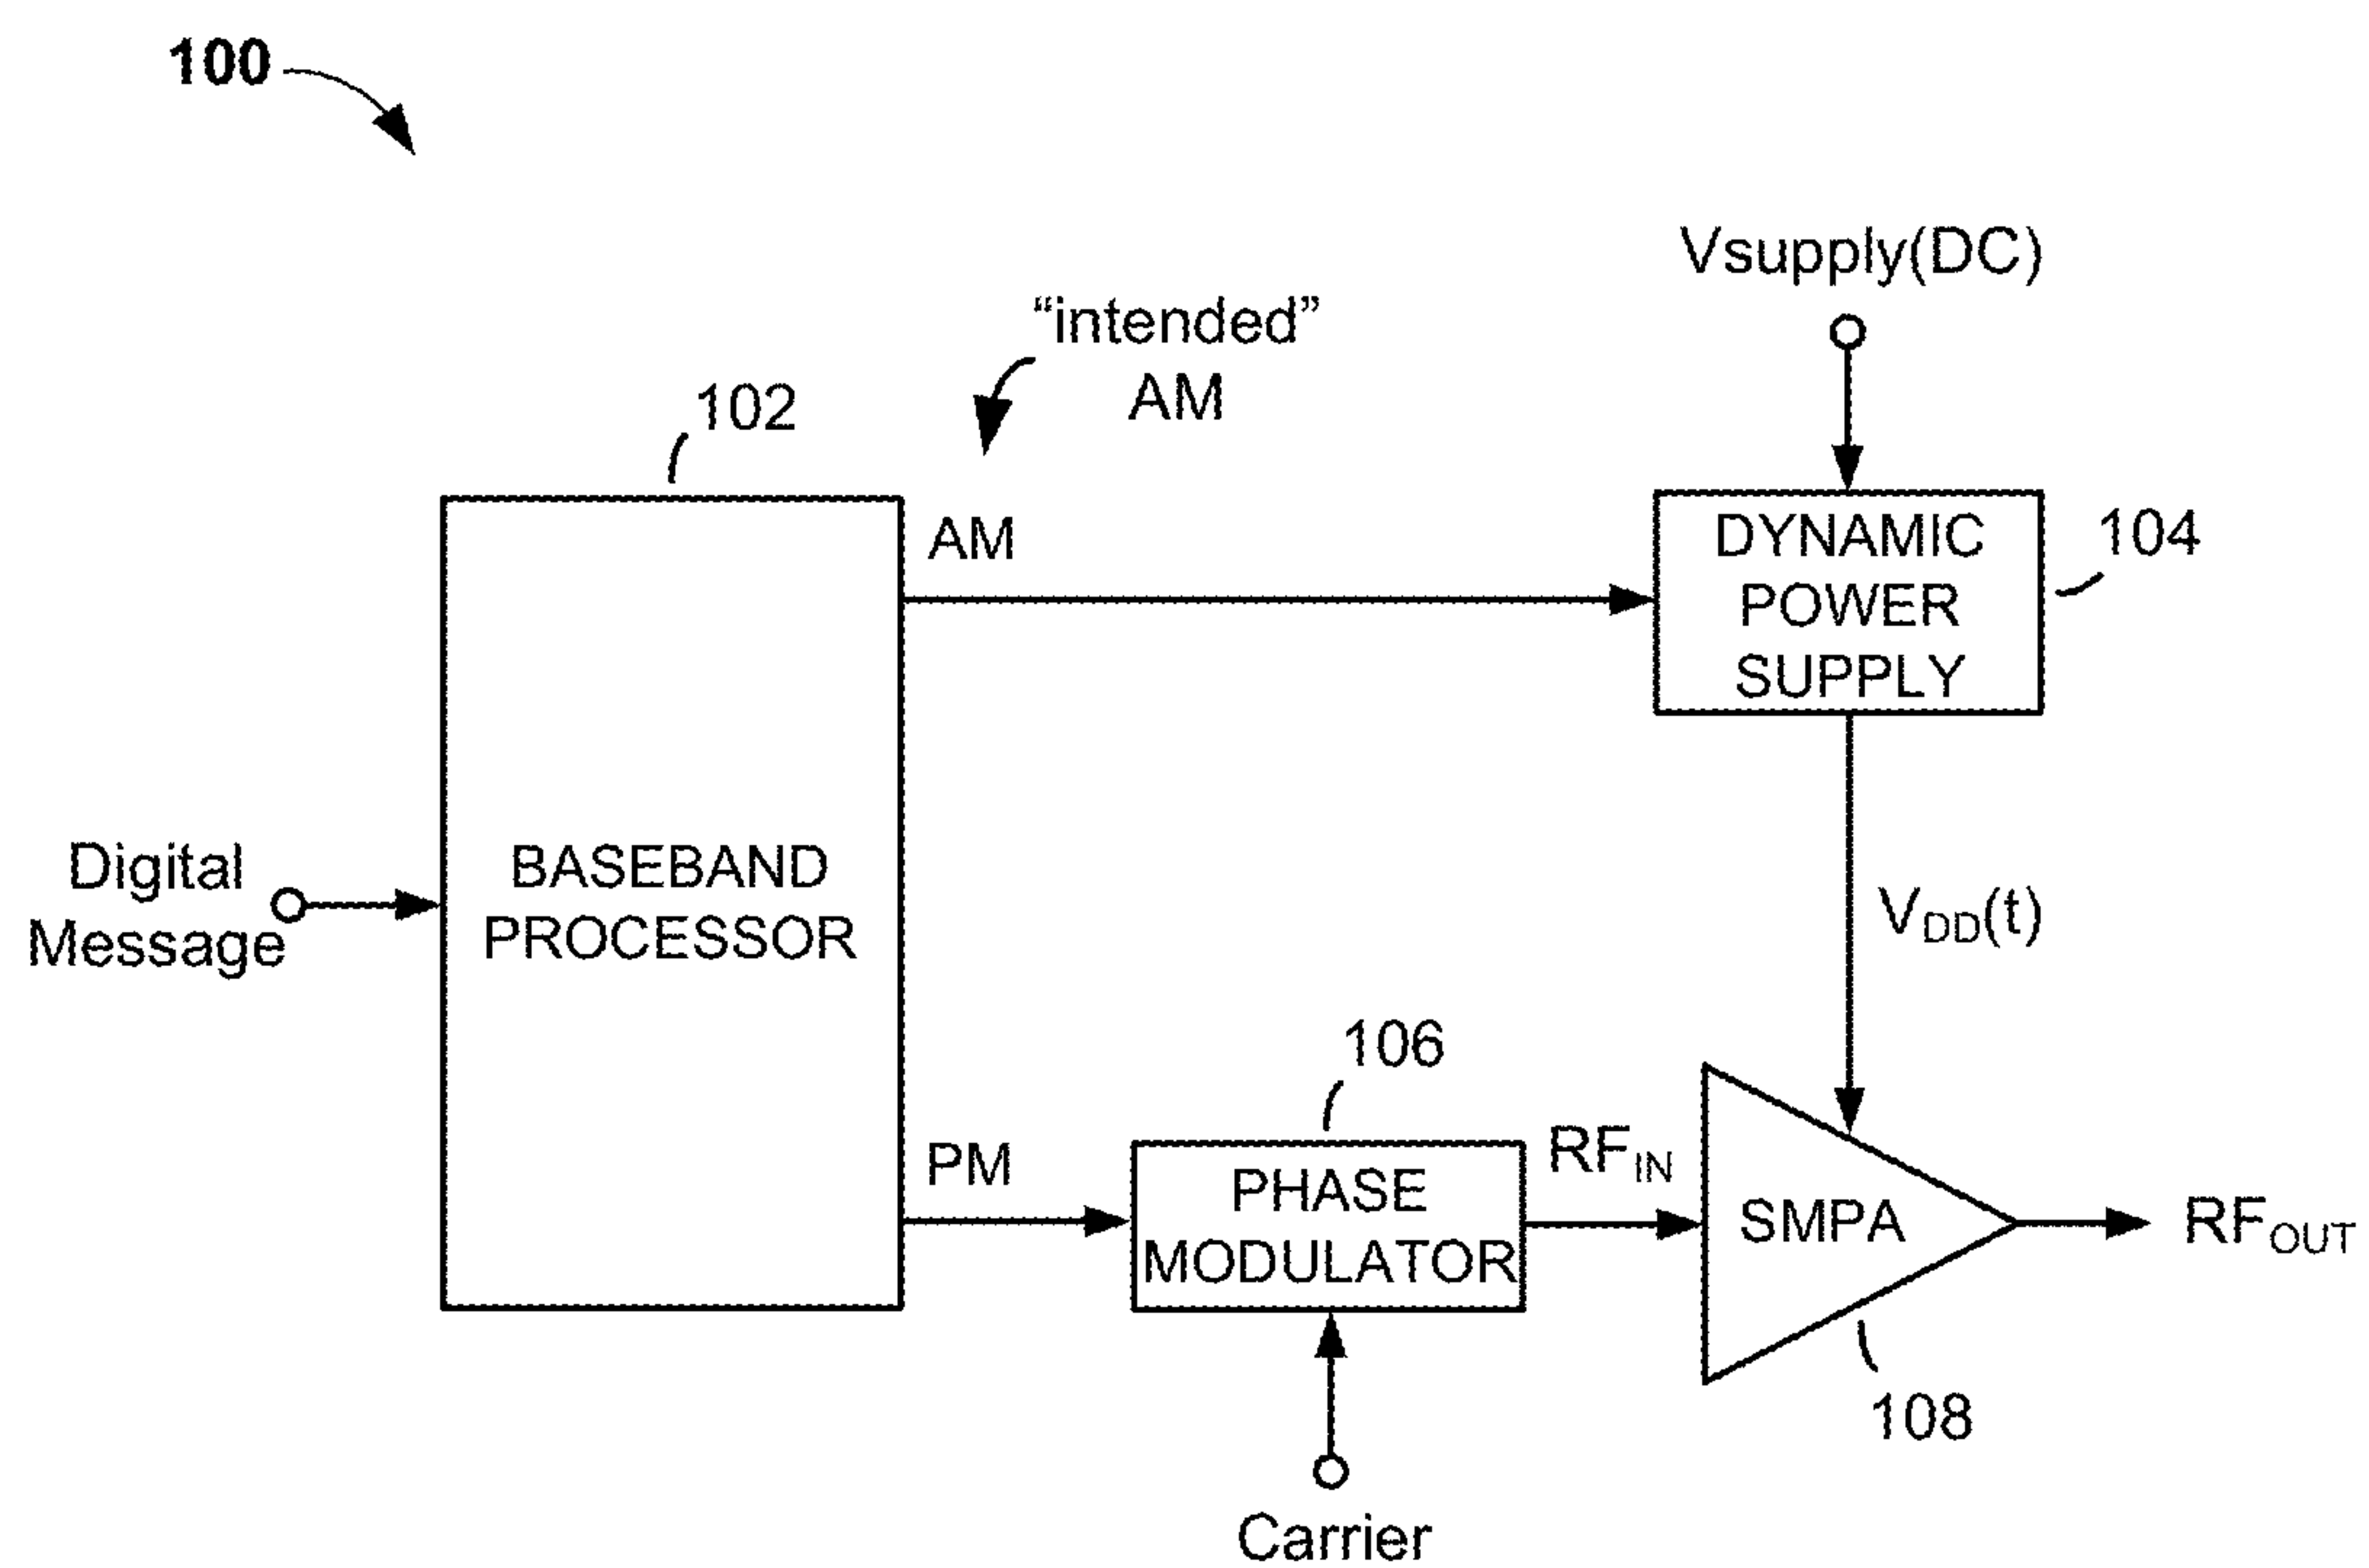 100
Vsupply(DC)
“intended”
AM
102
AM
DYNAMIC
POWER
SUPPLY
104
Digital
Message
BASEBAND
PROCESSOR
VDD(t)
106
PM
PHASE
MODULATOR
RFIN
SMPA
RFOUT
108
Carrier